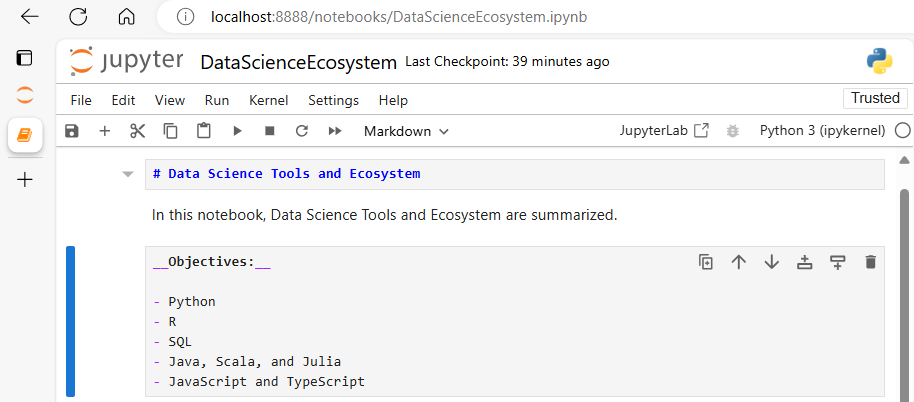 localhost:8888/notebooks/DataScienceEcosystem.ipynb
jupyter DataScienceEcosystem Last Checkpoint: 39 minutes ago
File Edit View Run Kernel Settings Help
Trusted
Markdown JupyterLab Python 3 (ipykernel)
# Data Science Tools and Ecosystem
In this notebook, Data Science Tools and Ecosystem are summarized.
__Objectives:__
- Python
- R
- SQL
- Java, Scala, and Julia
- JavaScript and TypeScript